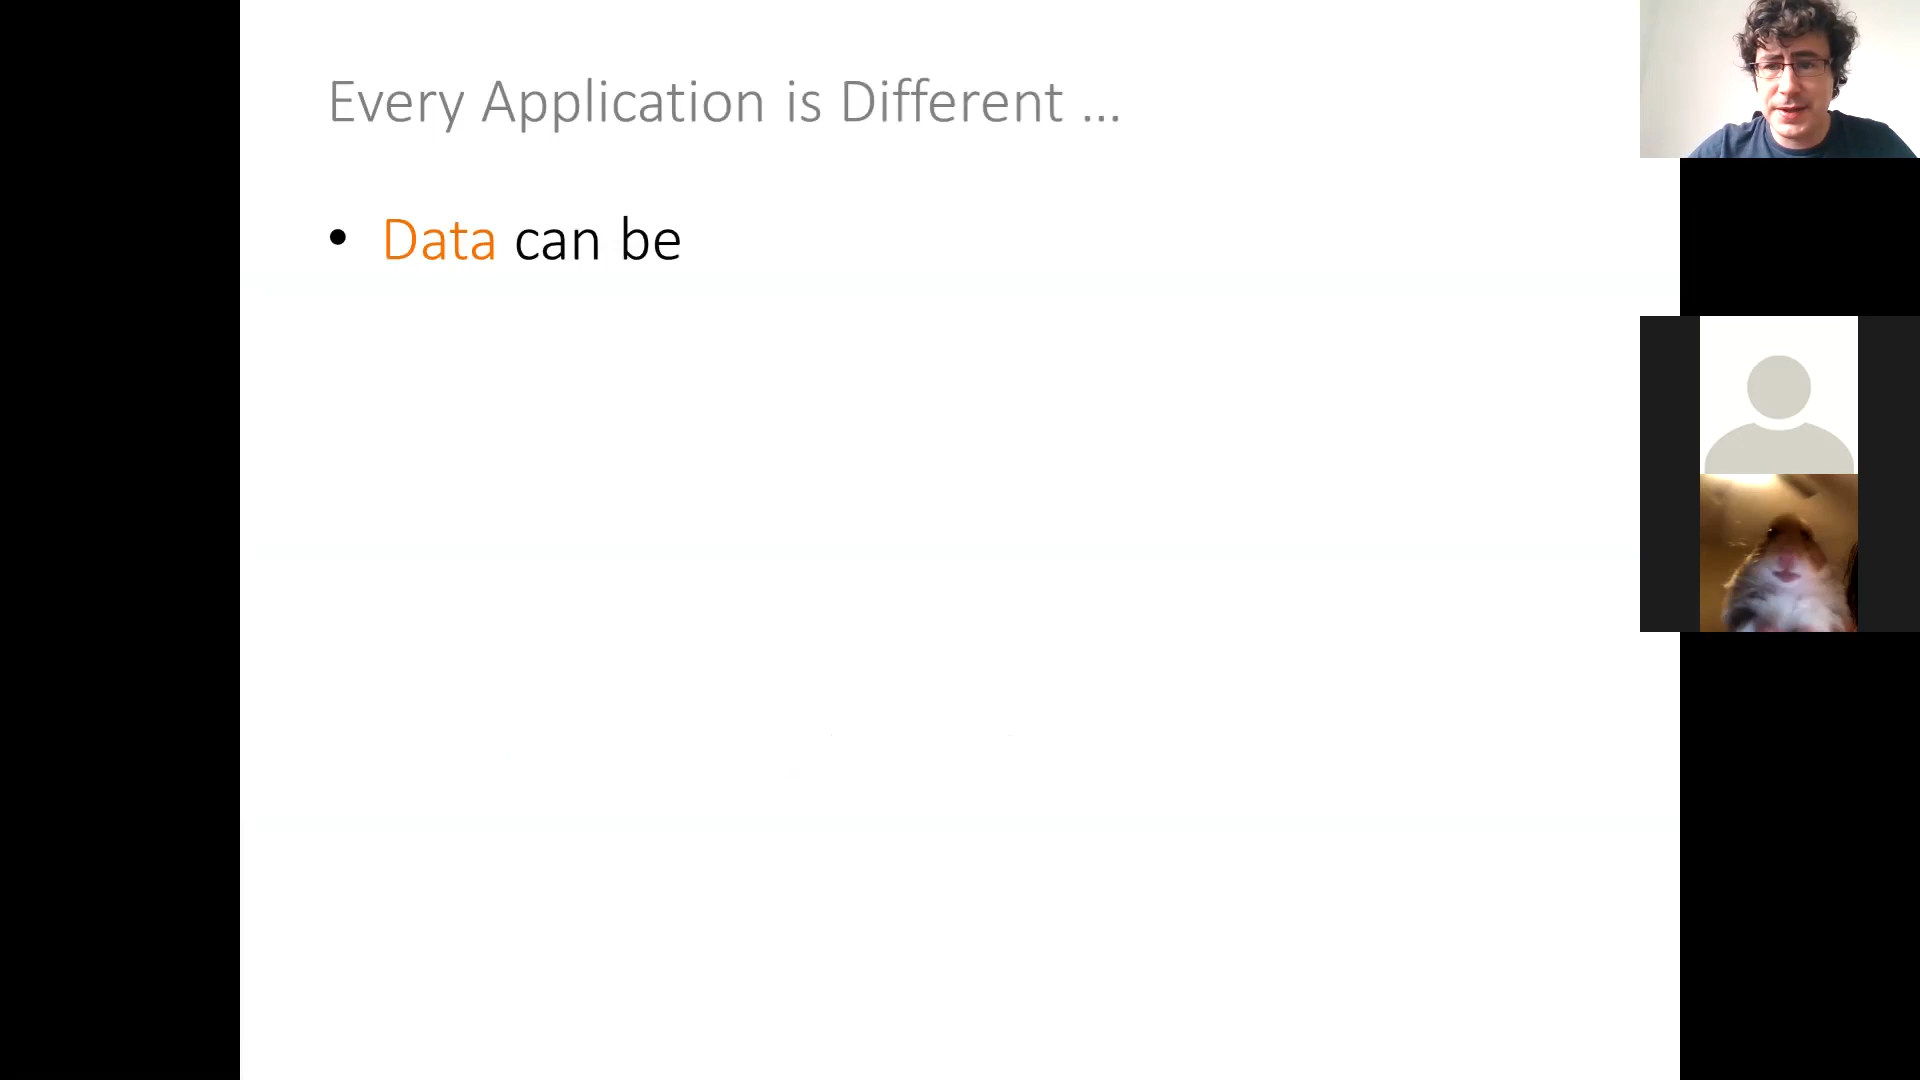 Every Application is Different ...
• Data can be